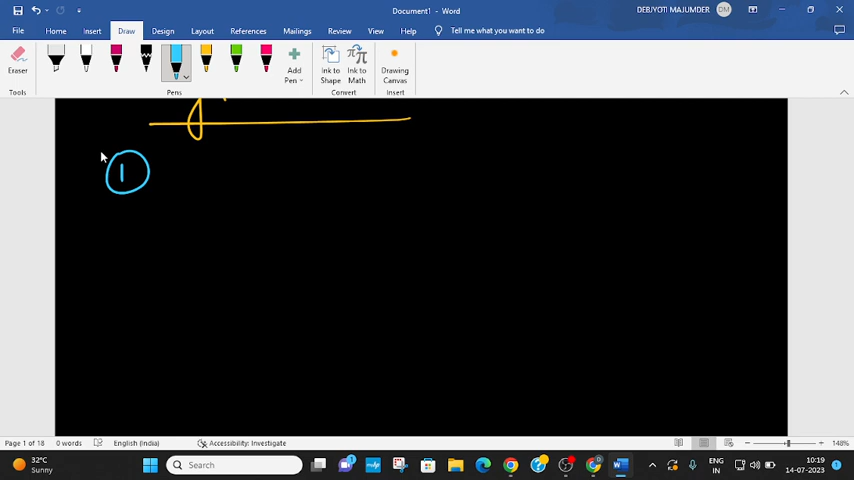 Document1 - Word
DEBJYOTI MAJUMDER DM
File Home Insert Draw Design Layout References Mailings Review View Help Tell me what you want to do
Eraser
Add Pen
Ink to Shape
Ink to Math
Drawing Canvas
Tools Pens Convert Insert
1
Page 1 of 18 0 words English (India) Accessibility: Investigate 148%
32°C
Sunny
Search
1
ENG
IN
10:19
14-07-2023